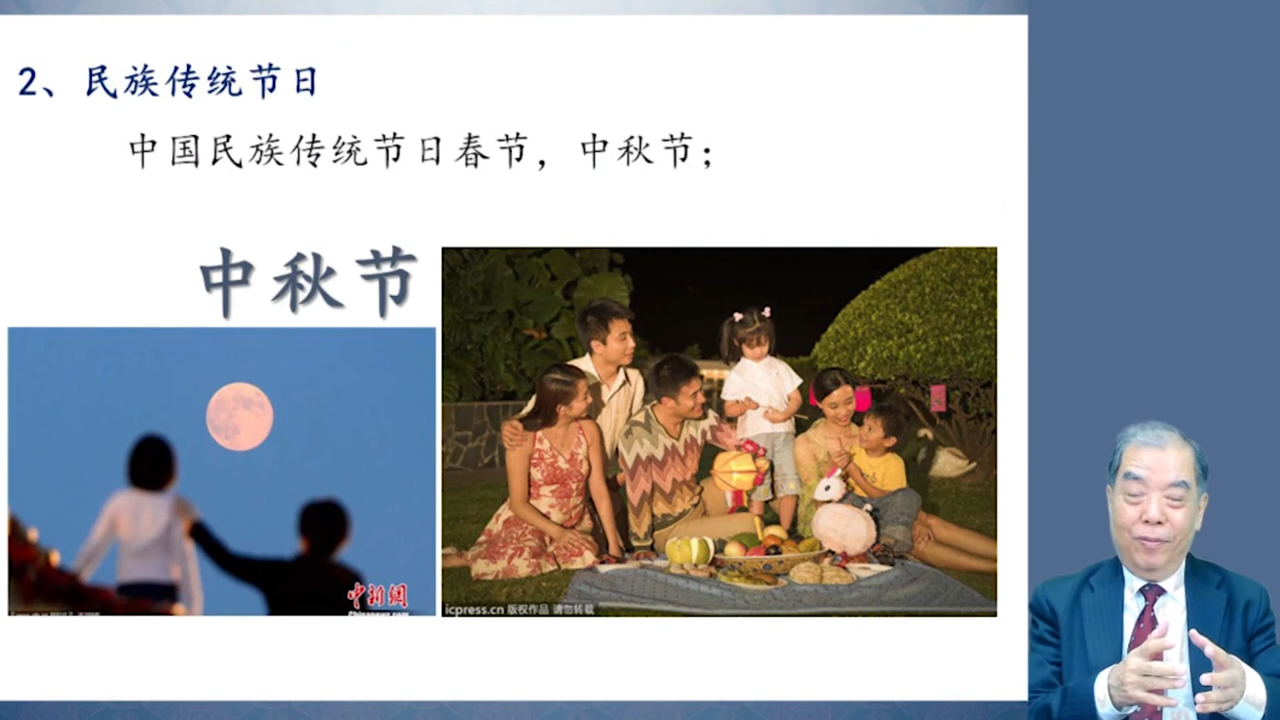 2、民族传统节日
中国民族传统节日春节，中秋节；
中秋节
中新网
icpress.cn 版权作品 请勿转载